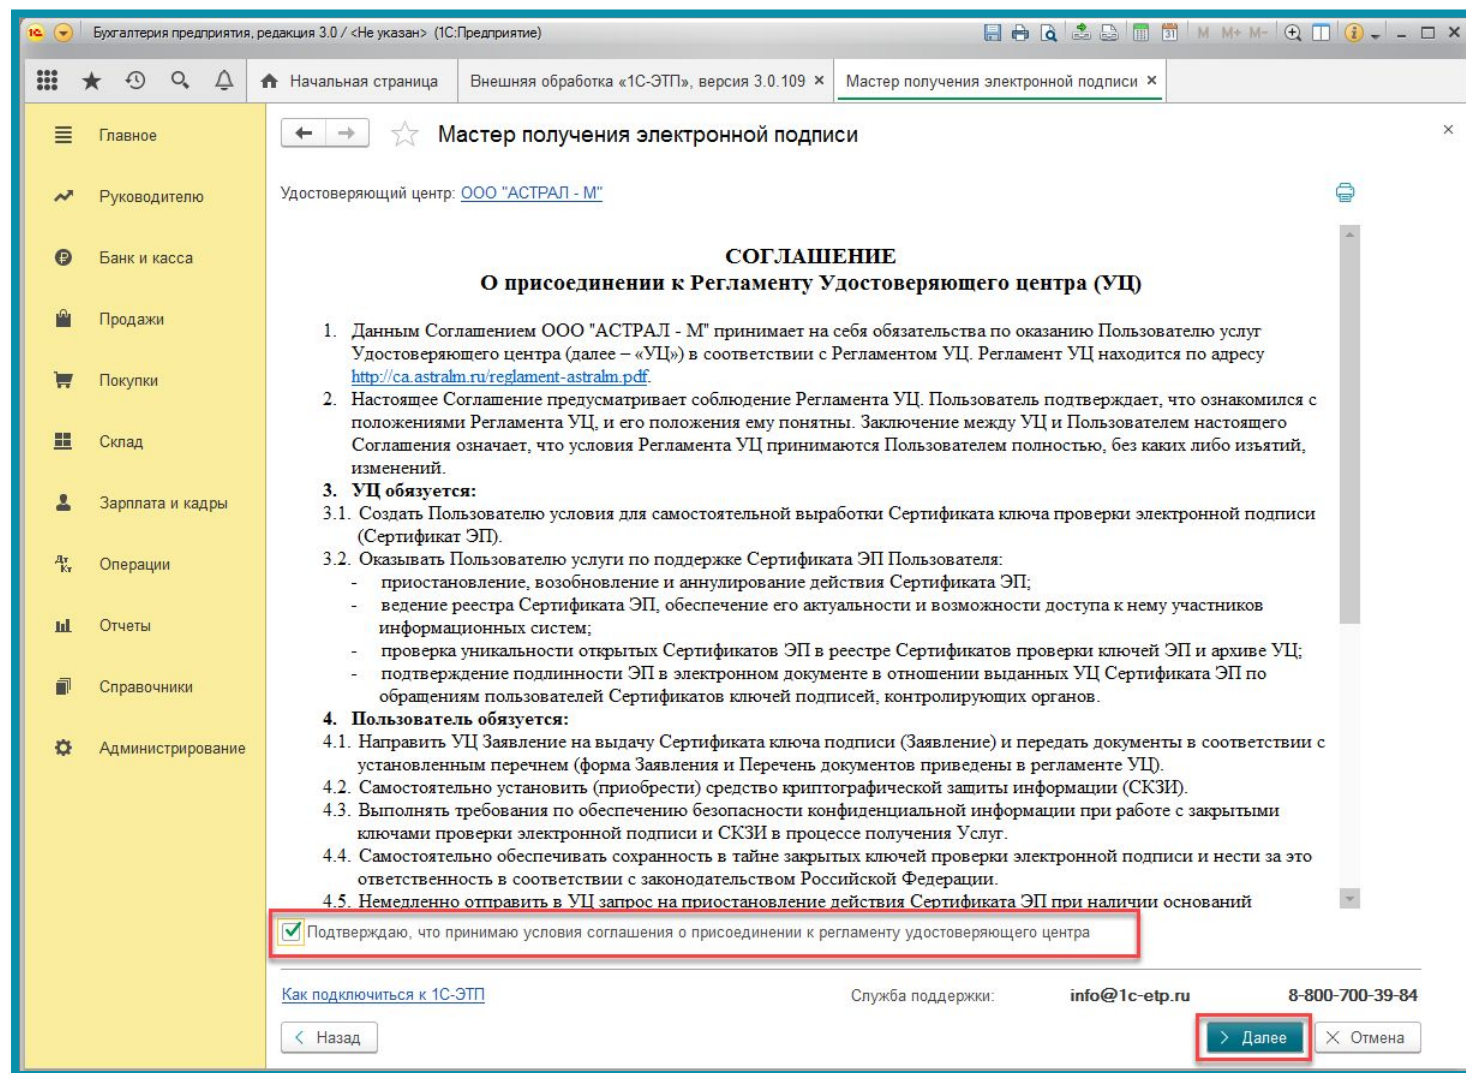 1С Бухгалтерия предприятия, редакция 3.0 / <Не указан> (1С:Предприятие) 31 M M+ M-
Начальная страница Внешняя обработка «1С-ЭТП», версия 3.0.109 × Мастер получения электронной подписи ×
Главное
Руководителю
Банк и касса
Продажи
Покупки
Склад
Зарплата и кадры
Дт Кт Операции
Отчеты
Справочники
Администрирование
Мастер получения электронной подписи
Удостоверяющий центр: ООО "АСТРАЛ - М"
СОГЛАШЕНИЕ
О присоединении к Регламенту Удостоверяющего центра (УЦ)
1. Данным Соглашением ООО "АСТРАЛ - М" принимает на себя обязательства по оказанию Пользователю услуг
Удостоверяющего центра (далее – «УЦ») в соответствии с Регламентом УЦ. Регламент УЦ находится по адресу
http://ca.astralm.ru/reglament-astralm.pdf.
2. Настоящее Соглашение предусматривает соблюдение Регламента УЦ. Пользователь подтверждает, что ознакомился с
положениями Регламента УЦ, и его положения ему понятны. Заключение между УЦ и Пользователем настоящего
Соглашения означает, что условия Регламента УЦ принимаются Пользователем полностью, без каких либо изъятий,
изменений.
3. УЦ обязуется:
3.1. Создать Пользователю условия для самостоятельной выработки Сертификата ключа проверки электронной подписи
(Сертификат ЭП).
3.2. Оказывать Пользователю услуги по поддержке Сертификата ЭП Пользователя:
- приостановление, возобновление и аннулирование действия Сертификата ЭП;
- ведение реестра Сертификата ЭП, обеспечение его актуальности и возможности доступа к нему участников
информационных систем;
- проверка уникальности открытых Сертификатов ЭП в реестре Сертификатов проверки ключей ЭП и архиве УЦ;
- подтверждение подлинности ЭП в электронном документе в отношении выданных УЦ Сертификата ЭП по
обращениям пользователей Сертификатов ключей подписей, контролирующих органов.
4. Пользователь обязуется:
4.1. Направить УЦ Заявление на выдачу Сертификата ключа подписи (Заявление) и передать документы в соответствии с
установленным перечнем (форма Заявления и Перечень документов приведены в регламенте УЦ).
4.2. Самостоятельно установить (приобрести) средство криптографической защиты информации (СКЗИ).
4.3. Выполнять требования по обеспечению безопасности конфиденциальной информации при работе с закрытыми
ключами проверки электронной подписи и СКЗИ в процессе получения Услуг.
4.4. Самостоятельно обеспечивать сохранность в тайне закрытых ключей проверки электронной подписи и нести за это
ответственность в соответствии с законодательством Российской Федерации.
4.5. Немедленно отправить в УЦ запрос на приостановление действия Сертификата ЭП при наличии оснований
Подтверждаю, что принимаю условия соглашения о присоединении к регламенту удостоверяющего центра
Как подключиться к 1С-ЭТП Служба поддержки: info@1c-etp.ru 8-800-700-39-84
Назад Далее Отмена